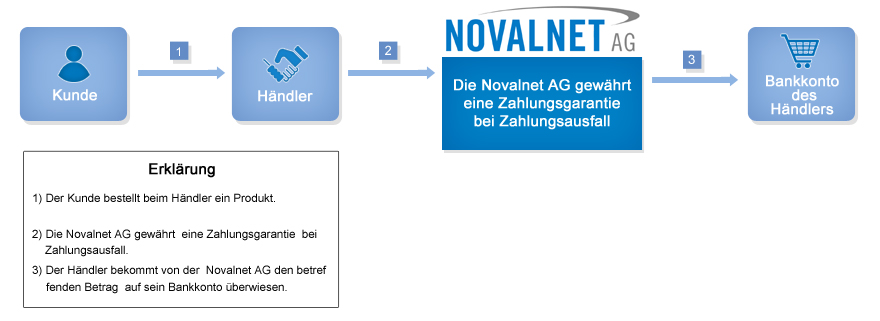 1
2
3
NOVALNET AG
Kunde
Händler
Die Novalnet AG gewährt
eine Zahlungsgarantie
bei Zahlungsausfall
Bankkonto
des
Händlers
Erklärung
1) Der Kunde bestellt beim Händler ein Produkt.
2) Die Novalnet AG gewährt eine Zahlungsgarantie bei
Zahlungsausfall.
3) Der Händler bekommt von der Novalnet AG den betref
fenden Betrag auf sein Bankkonto überwiesen.